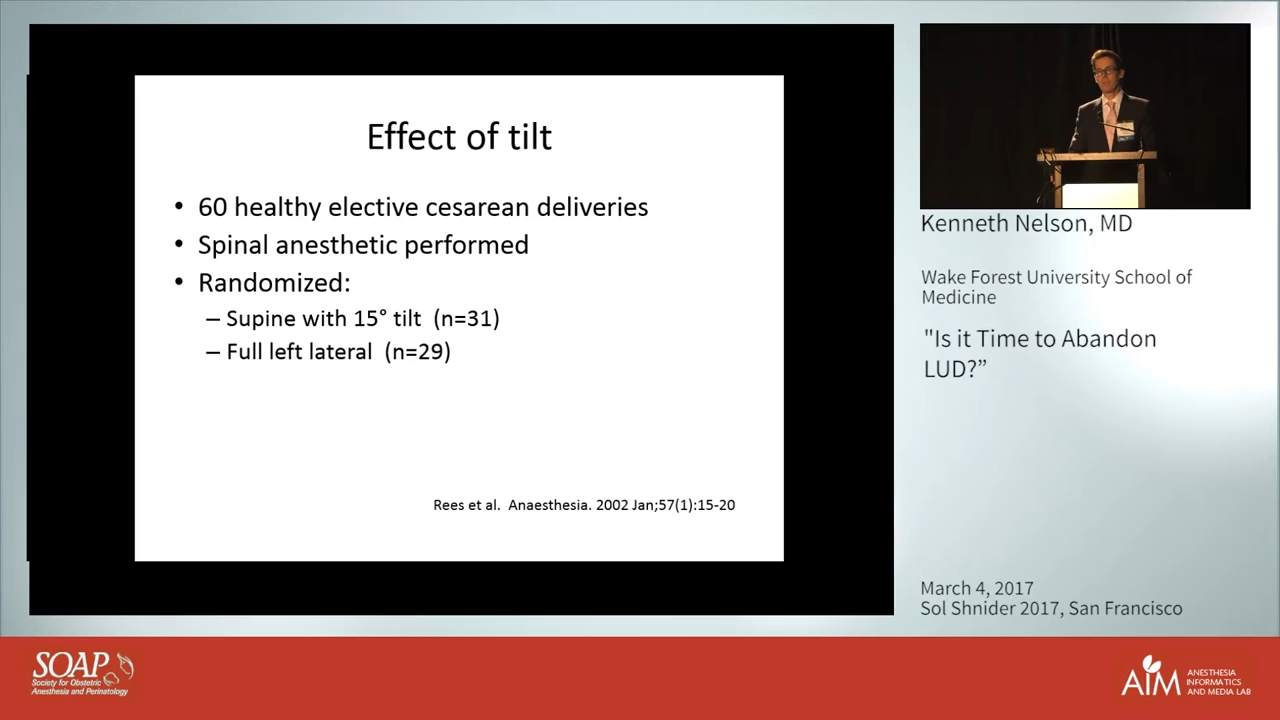 Effect of tilt
• 60 healthy elective cesarean deliveries
• Spinal anesthetic performed
• Randomized:
– Supine with 15° tilt (n=31)
– Full left lateral (n=29)
Rees et al. Anaesthesia. 2002 Jan;57(1):15-20
Kenneth Nelson, MD
Wake Forest University School of
Medicine
"Is it Time to Abandon
LUD?”
March 4, 2017
Sol Shnider 2017, San Francisco
SOAP
Society for Obstetric
Anesthesia and Perinatology
AIM
ANESTHESIA
INFORMATICS
AND MEDIA LAB